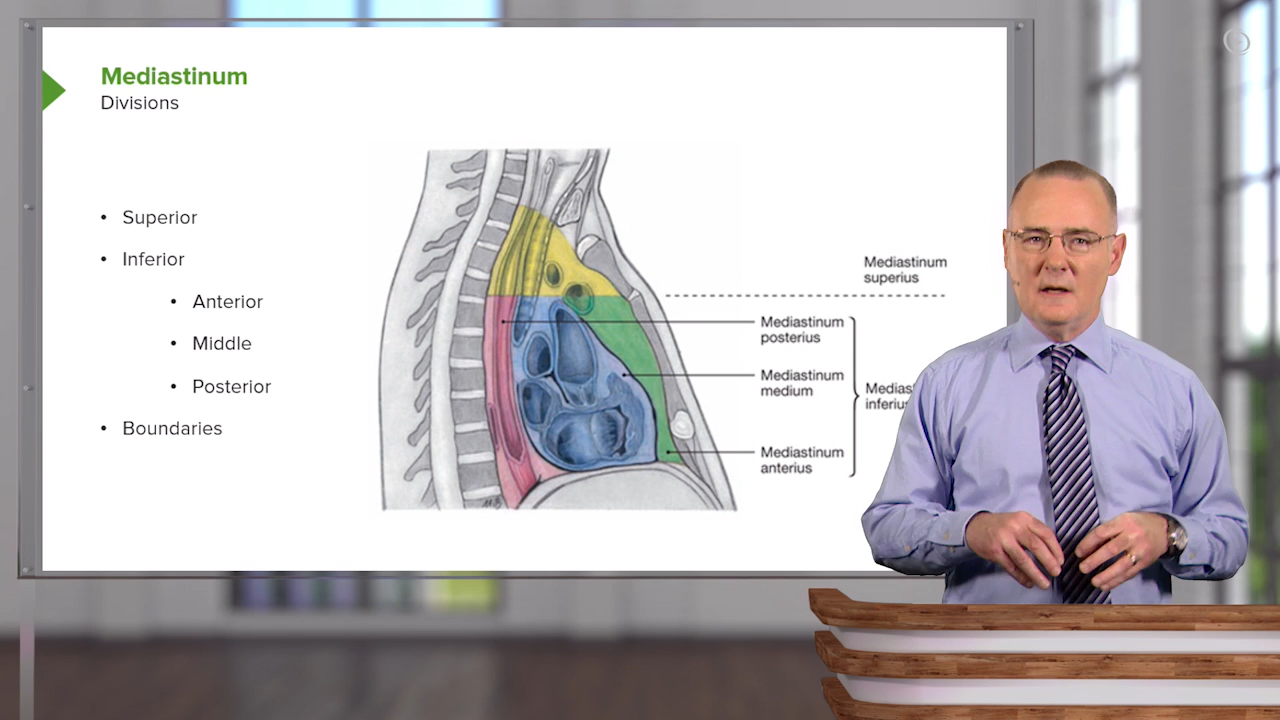 Mediastinum
Divisions
• Superior
• Inferior
• Anterior
• Middle
• Posterior
• Boundaries
Mediastinum
superius
Mediastinum
posterius
Mediastinum
medium
Mediastinum
anterius